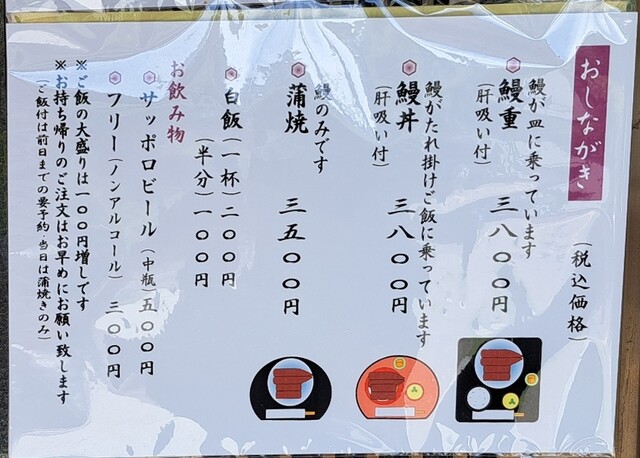 おしながき
（税込価格）
鰻が皿に乗っています
鰻重 三八〇〇円
（肝吸い付）
鰻がたれ掛けご飯に乗っています
鰻丼 三八〇〇円
（肝吸い付）
鰻のみです
蒲焼 三五〇〇円
白飯（一杯）二〇〇円
（半分）一〇〇円
お飲み物
サッポロビール（中瓶）五〇〇円
フリー（ノンアルコール）三〇〇円
※ご飯の大盛りは一〇〇円増しです
※お持ち帰りのご注文はお早めにお願い致します
（ご飯付は前日までの要予約・当日は蒲焼きのみ）